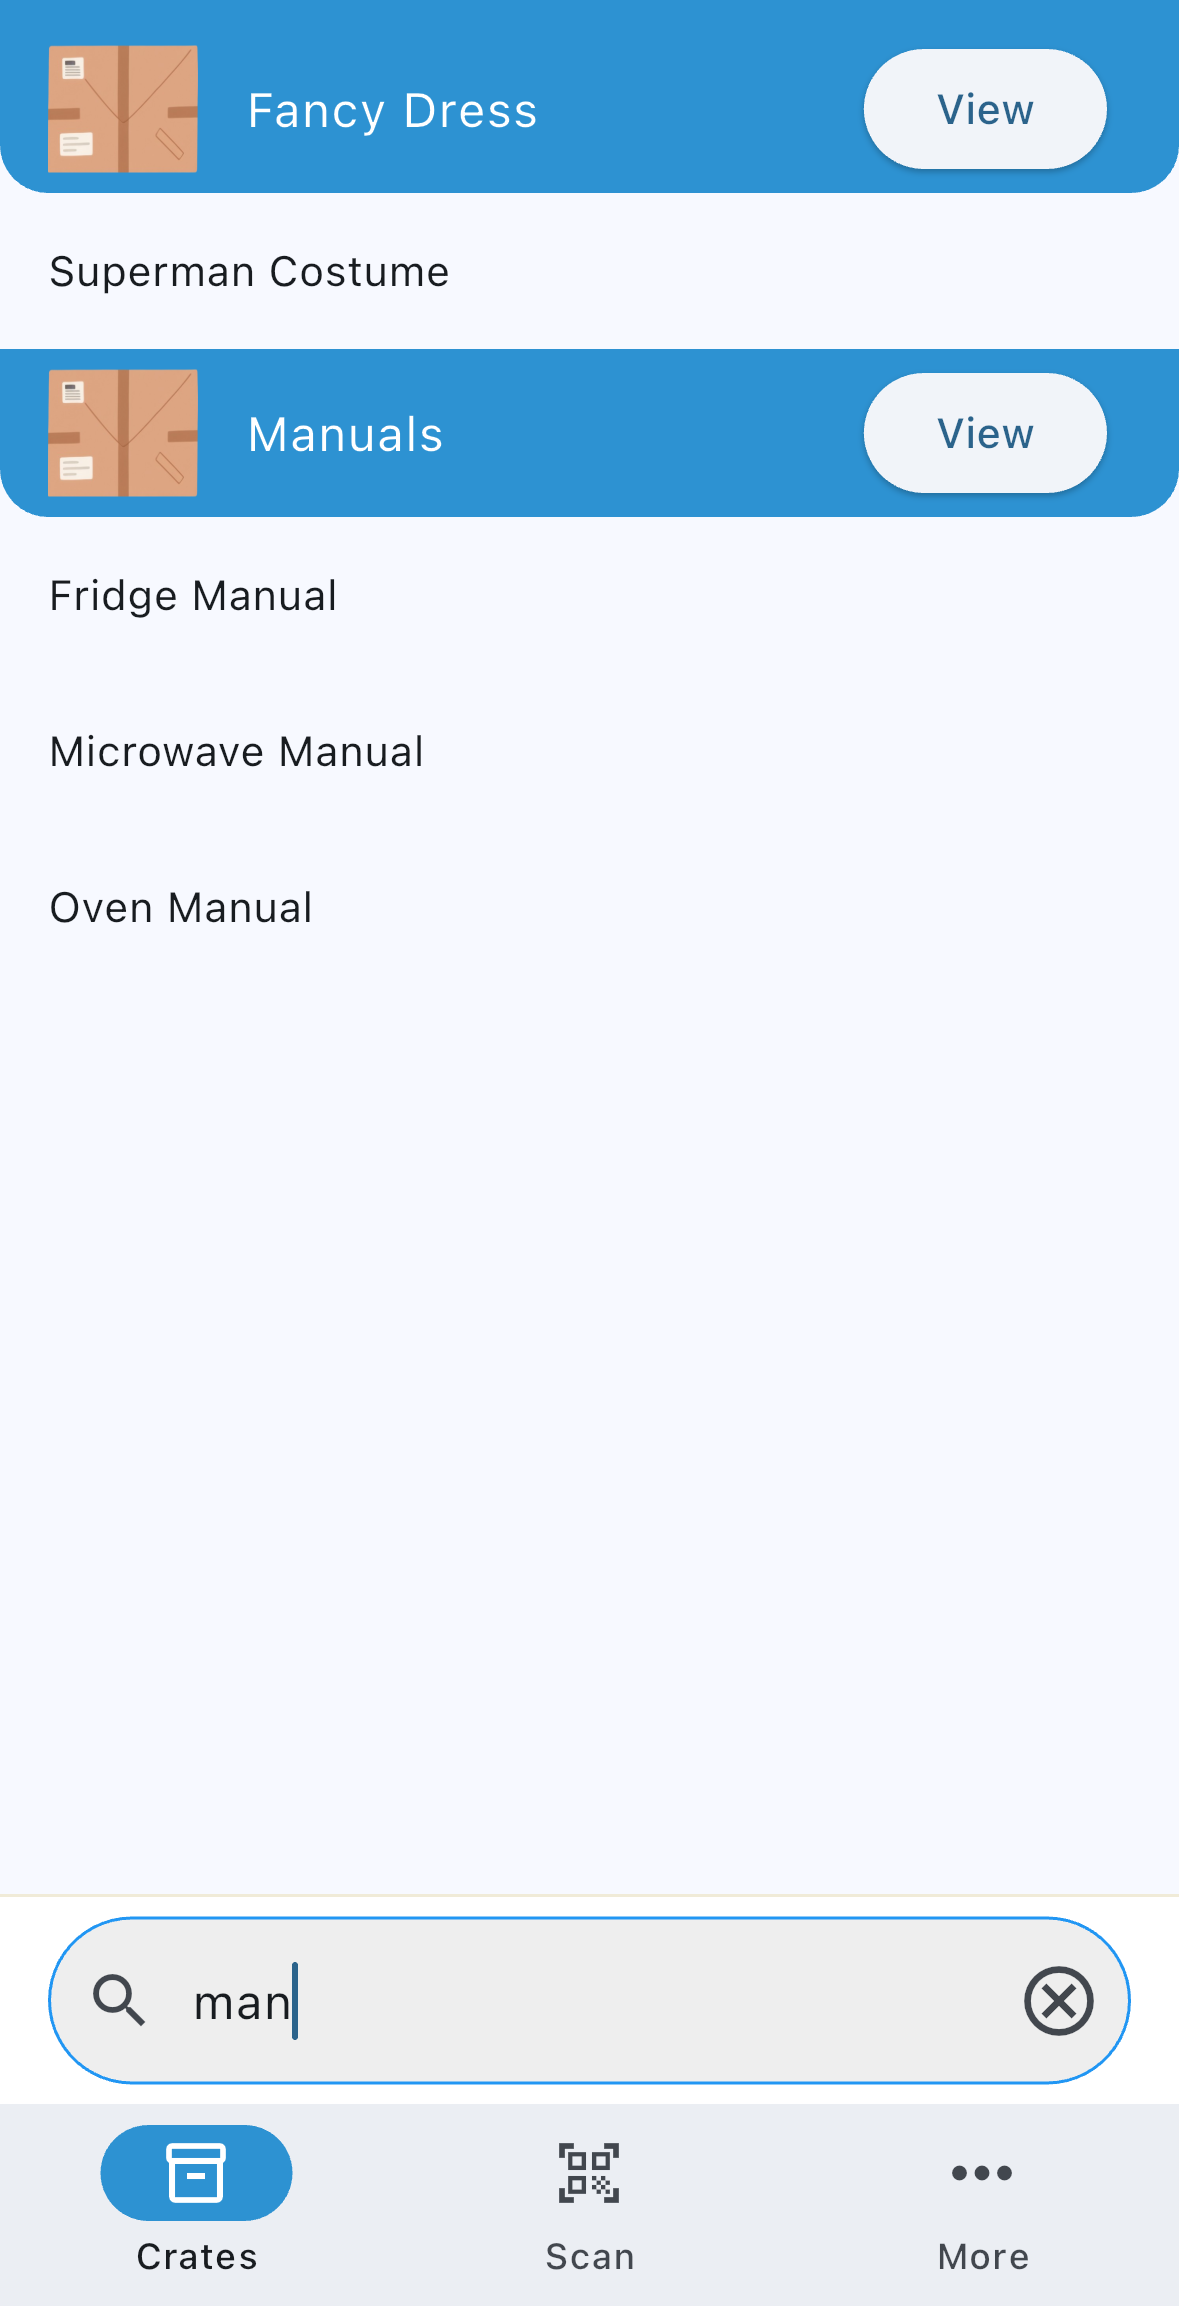 Fancy Dress
View
Superman Costume
Manuals
View
Fridge Manual
Microwave Manual
Oven Manual
man
Crates
Scan
More